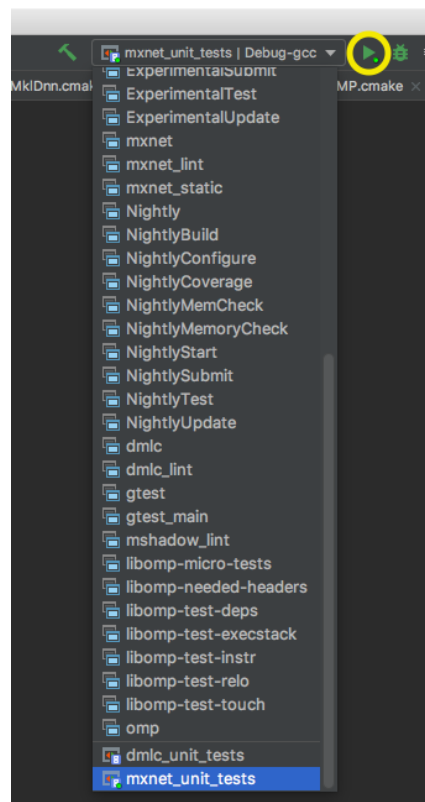 mxnet_unit_tests | Debug-gcc
MklDnn.cmak
ExperimentalSubmit
MP.cmake
ExperimentalTest
ExperimentalUpdate
mxnet
mxnet_lint
mxnet_static
Nightly
NightlyBuild
NightlyConfigure
NightlyCoverage
NightlyMemCheck
NightlyMemoryCheck
NightlyStart
NightlySubmit
NightlyTest
NightlyUpdate
dmlc
dmlc_lint
gtest
gtest_main
mshadow_lint
libomp-micro-tests
libomp-needed-headers
libomp-test-deps
libomp-test-execstack
libomp-test-instr
libomp-test-relo
libomp-test-touch
omp
dmlc_unit_tests
mxnet_unit_tests